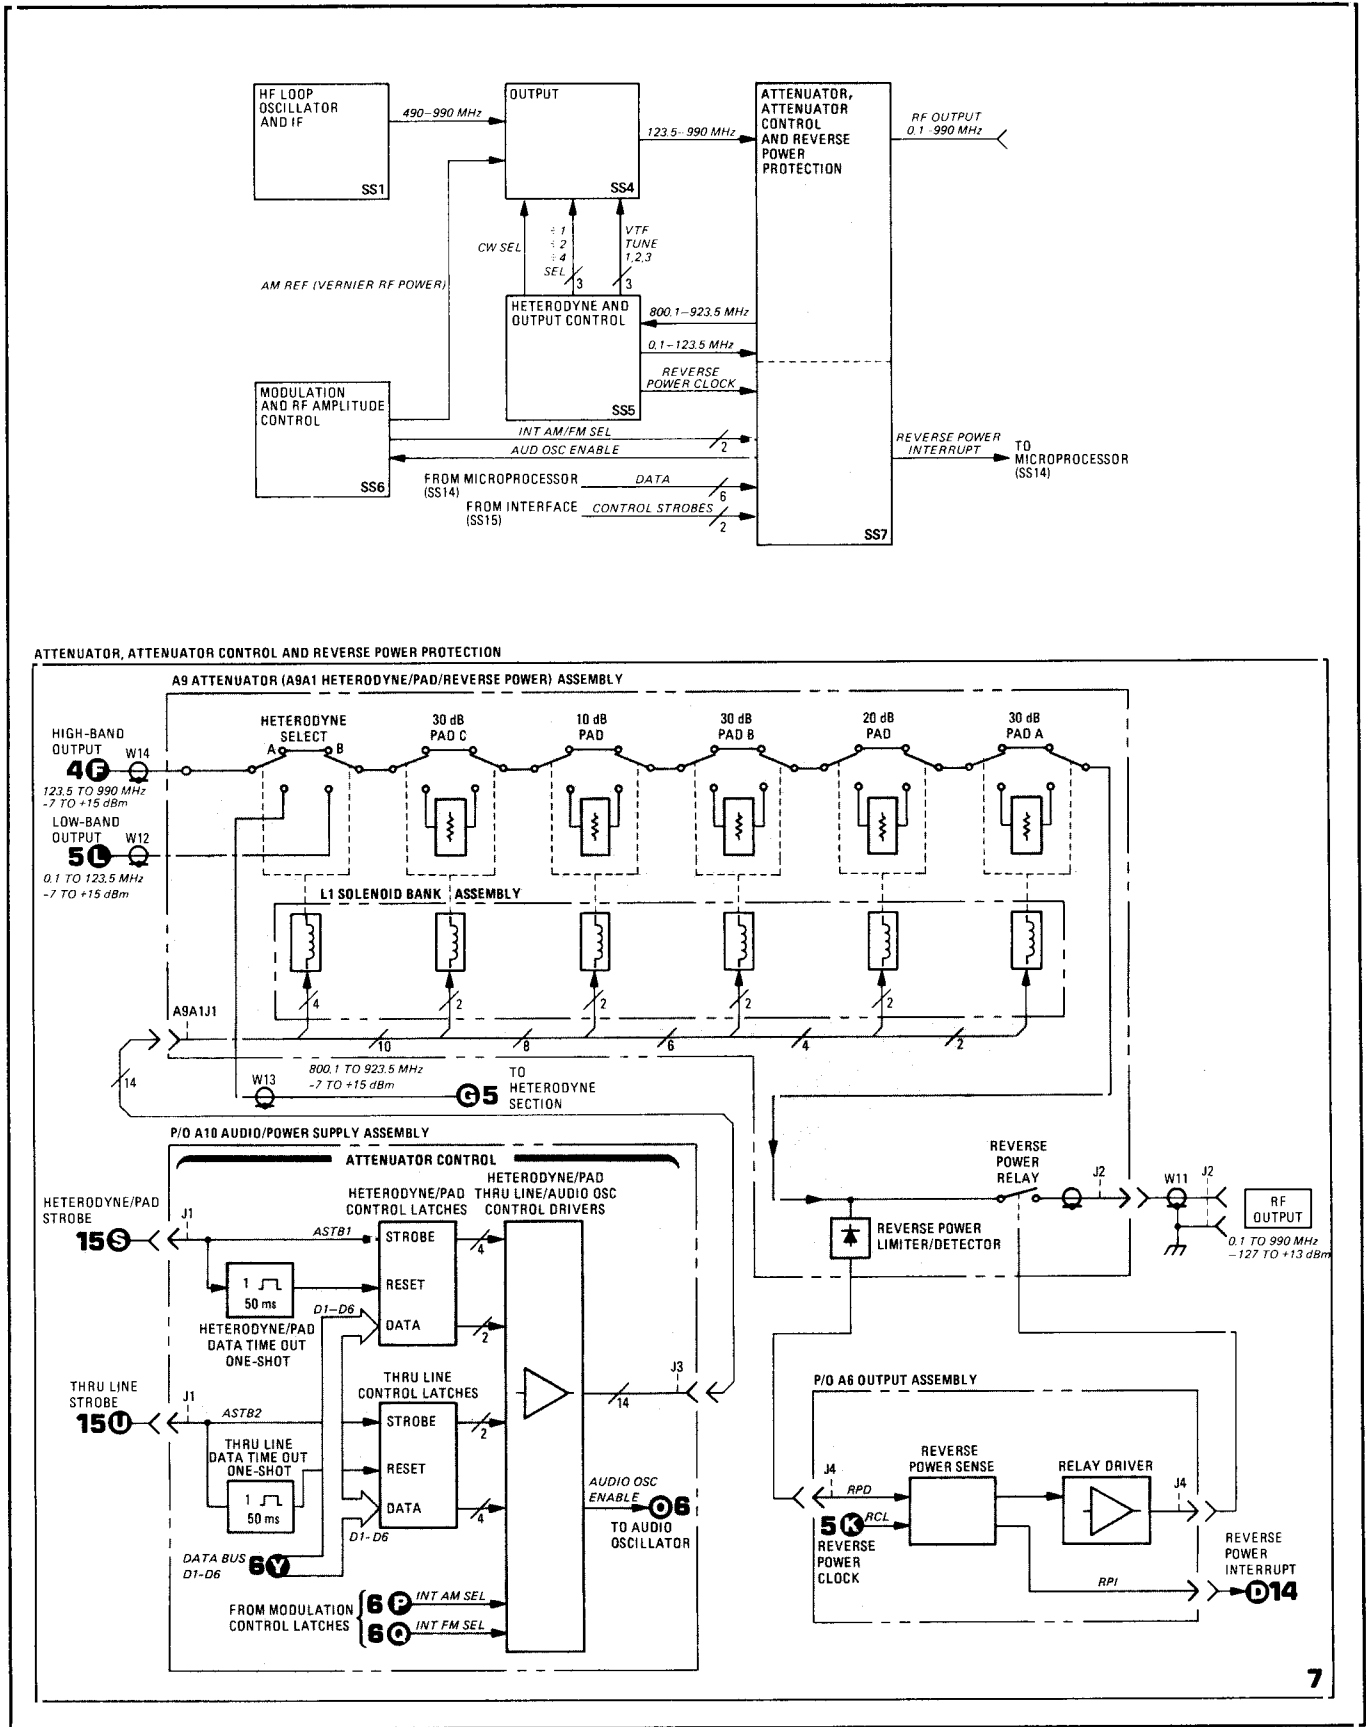 HF LOOP
OSCILLATOR
AND IF
SS1
490-990 MHz
OUTPUT
SS4
123.5-990 MHz
ATTENUATOR,
ATTENUATOR
CONTROL
AND REVERSE
POWER
PROTECTION
RF OUTPUT
0.1-990 MHz
CW SEL
÷ 1
÷ 2
÷ 4
SEL
3
VTF
TUNE
1,2,3
3
AM REF (VERNIER RF POWER)
HETERODYNE AND
OUTPUT CONTROL
SS5
800.1-923.5 MHz
0.1-123.5 MHz
REVERSE
POWER CLOCK
MODULATION
AND RF AMPLITUDE
CONTROL
SS6
INT AM/FM SEL
2
AUD OSC ENABLE
REVERSE POWER
INTERRUPT
TO
MICROPROCESSOR
(SS14)
FROM MICROPROCESSOR
(SS14)
DATA
6
FROM INTERFACE
(SS15)
CONTROL STROBES
2
SS7
ATTENUATOR, ATTENUATOR CONTROL AND REVERSE POWER PROTECTION
A9 ATTENUATOR (A9A1 HETERODYNE/PAD/REVERSE POWER) ASSEMBLY
HIGH-BAND
OUTPUT
4 F
W14
123.5 TO 990 MHz
-7 TO +15 dBm
LOW-BAND
OUTPUT
5 L
W12
0.1 TO 123.5 MHz
-7 TO +15 dBm
HETERODYNE
SELECT
A B
30 dB
PAD C
10 dB
PAD
30 dB
PAD B
20 dB
PAD
30 dB
PAD A
L1 SOLENOID BANK ASSEMBLY
4
2
2
2
2
A9A1J1
10
8
6
4
2
14
W13
800.1 TO 923.5 MHz
-7 TO +15 dBm
G 5
TO
HETERODYNE
SECTION
P/O A10 AUDIO/POWER SUPPLY ASSEMBLY
ATTENUATOR CONTROL
HETERODYNE/PAD
STROBE
15 S
J1
ASTB1
HETERODYNE/PAD
CONTROL LATCHES
STROBE
RESET
DATA
4
2
HETERODYNE/PAD
THRU LINE/AUDIO OSC
CONTROL DRIVERS
1
50 ms
D1-D6
HETERODYNE/PAD
DATA TIME OUT
ONE-SHOT
THRU LINE
STROBE
15 U
J1
ASTB2
THRU LINE
CONTROL LATCHES
STROBE
RESET
DATA
2
4
THRU LINE
DATA TIME OUT
ONE-SHOT
1
50 ms
D1-D6
DATA BUS
D1-D6
6 Y
J3
14
AUDIO OSC
ENABLE
O 6
TO AUDIO
OSCILLATOR
FROM MODULATION
CONTROL LATCHES
6 P
INT AM SEL
6 Q
INT FM SEL
REVERSE
POWER
RELAY
J2
W11
J2
RF
OUTPUT
0.1 TO 990 MHz
-127 TO +13 dBm
REVERSE POWER
LIMITER/DETECTOR
P/O A6 OUTPUT ASSEMBLY
J4
RPD
5 K
RCL
REVERSE
POWER
CLOCK
REVERSE
POWER SENSE
RELAY DRIVER
J4
RPI
REVERSE
POWER
INTERRUPT
D 14
7